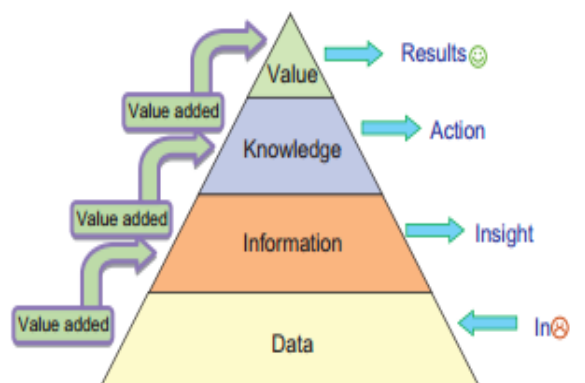 Value
Results
Value added
Knowledge
Action
Value added
Information
Insight
Value added
Data
In